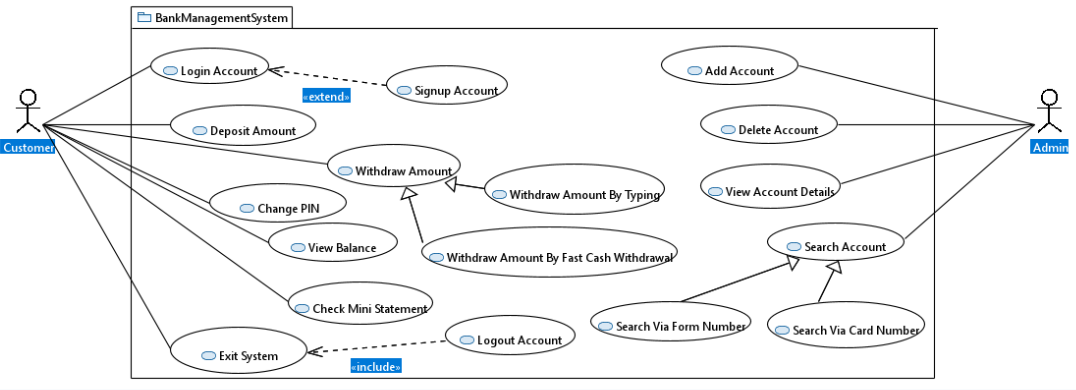 BankManagementSystem
Login Account
Signup Account
«extend»
Add Account
Customer
Deposit Amount
Delete Account
Admin
Withdraw Amount
Withdraw Amount By Typing
View Account Details
Change PIN
View Balance
Withdraw Amount By Fast Cash Withdrawal
Search Account
Check Mini Statement
Search Via Form Number
Search Via Card Number
Exit System
Logout Account
«include»